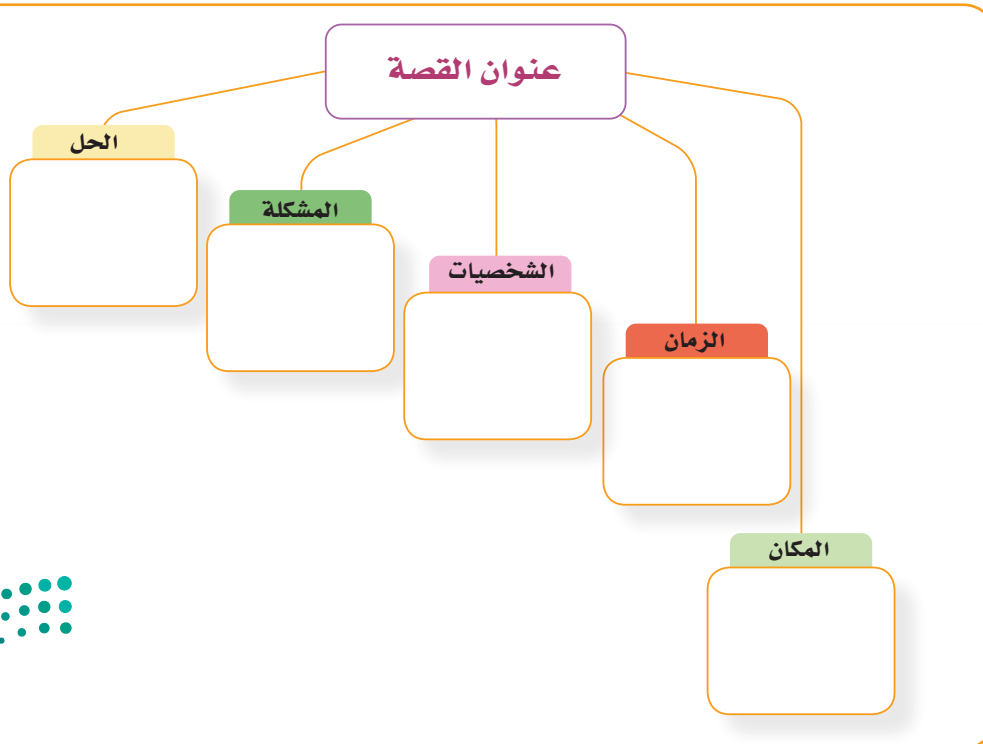 عنوان القصة
الحل
المشكلة
الشخصيات
الزمان
المكان